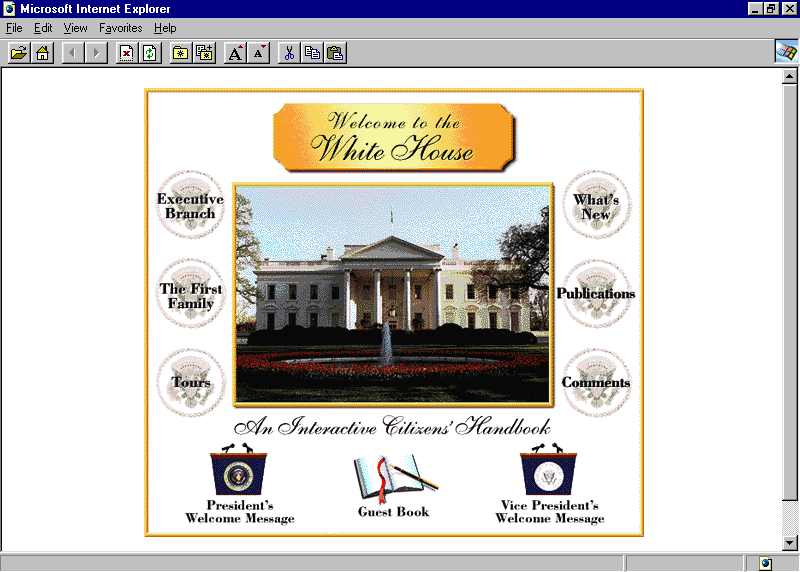 Microsoft Internet Explorer
File Edit View Favorites Help
A A
Welcome to the
White House
Executive
Branch
What's
New
The First
Family
Publications
Tours
Comments
An Interactive Citizens' Handbook
President's
Welcome Message
Guest Book
Vice President's
Welcome Message